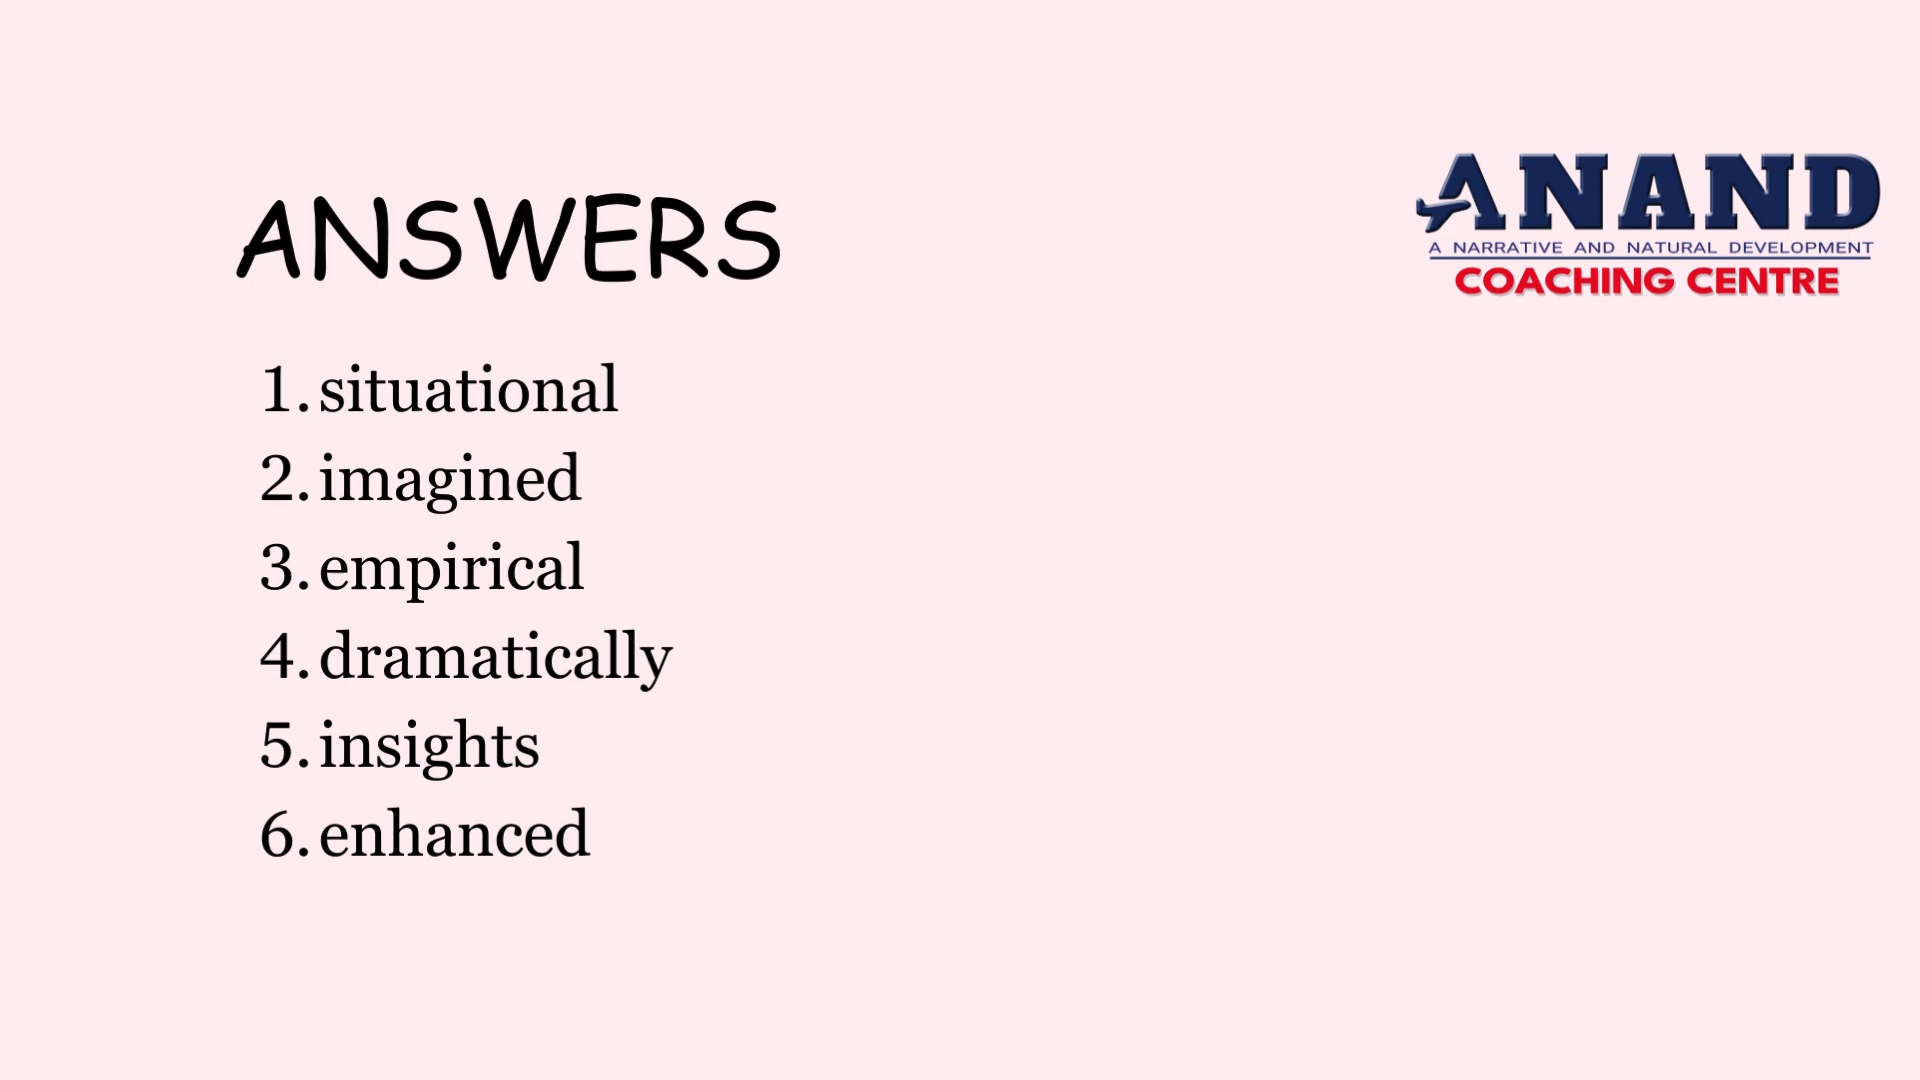 ANSWERS
ANAND
A NARRATIVE AND NATURAL DEVELOPMENT
COACHING CENTRE
1. situational
2. imagined
3. empirical
4. dramatically
5. insights
6. enhanced